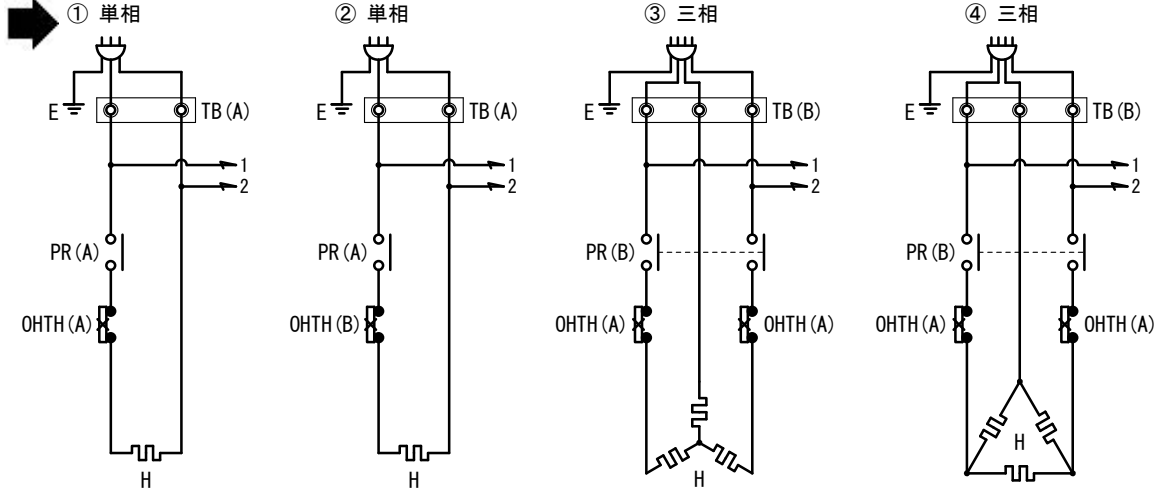 ① 単相
E
TB(A)
1
2
PR(A)
OHTH(A)
H
② 単相
E
TB(A)
1
2
PR(A)
OHTH(B)
H
③ 三相
E
TB(B)
1
2
PR(B)
OHTH(A)
OHTH(A)
H
④ 三相
E
TB(B)
1
2
PR(B)
OHTH(A)
OHTH(A)
H